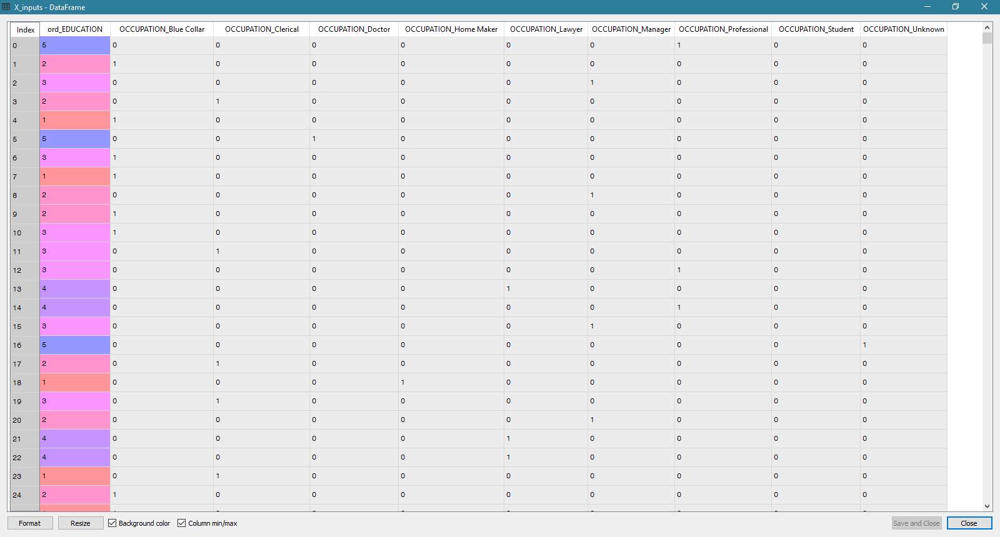 X_inputs - DataFrame
Index ord_EDUCATION OCCUPATION_Blue Collar OCCUPATION_Clerical OCCUPATION_Doctor OCCUPATION_Home Maker OCCUPATION_Lawyer OCCUPATION_Manager OCCUPATION_Professional OCCUPATION_Student OCCUPATION_Unknown
0 5 0 0 0 0 0 0 1 0 0
1 2 1 0 0 0 0 0 0 0 0
2 3 0 0 0 0 0 1 0 0 0
3 2 0 1 0 0 0 0 0 0 0
4 1 1 0 0 0 0 0 0 0 0
5 5 0 0 1 0 0 0 0 0 0
6 3 1 0 0 0 0 0 0 0 0
7 1 1 0 0 0 0 0 0 0 0
8 2 0 0 0 0 0 1 0 0 0
9 2 1 0 0 0 0 0 0 0 0
10 3 1 0 0 0 0 0 0 0 0
11 3 0 1 0 0 0 0 0 0 0
12 3 0 0 0 0 0 0 1 0 0
13 4 0 0 0 0 1 0 0 0 0
14 4 0 0 0 0 0 0 1 0 0
15 3 0 0 0 0 0 1 0 0 0
16 5 0 0 0 0 0 0 0 0 1
17 2 0 1 0 0 0 0 0 0 0
18 1 0 0 0 1 0 0 0 0 0
19 3 0 1 0 0 0 0 0 0 0
20 2 0 0 0 0 0 1 0 0 0
21 4 0 0 0 0 1 0 0 0 0
22 4 0 0 0 0 1 0 0 0 0
23 1 0 1 0 0 0 0 0 0 0
24 2 1 0 0 0 0 0 0 0 0
Format Resize Background color Column min/max Save and Close Close